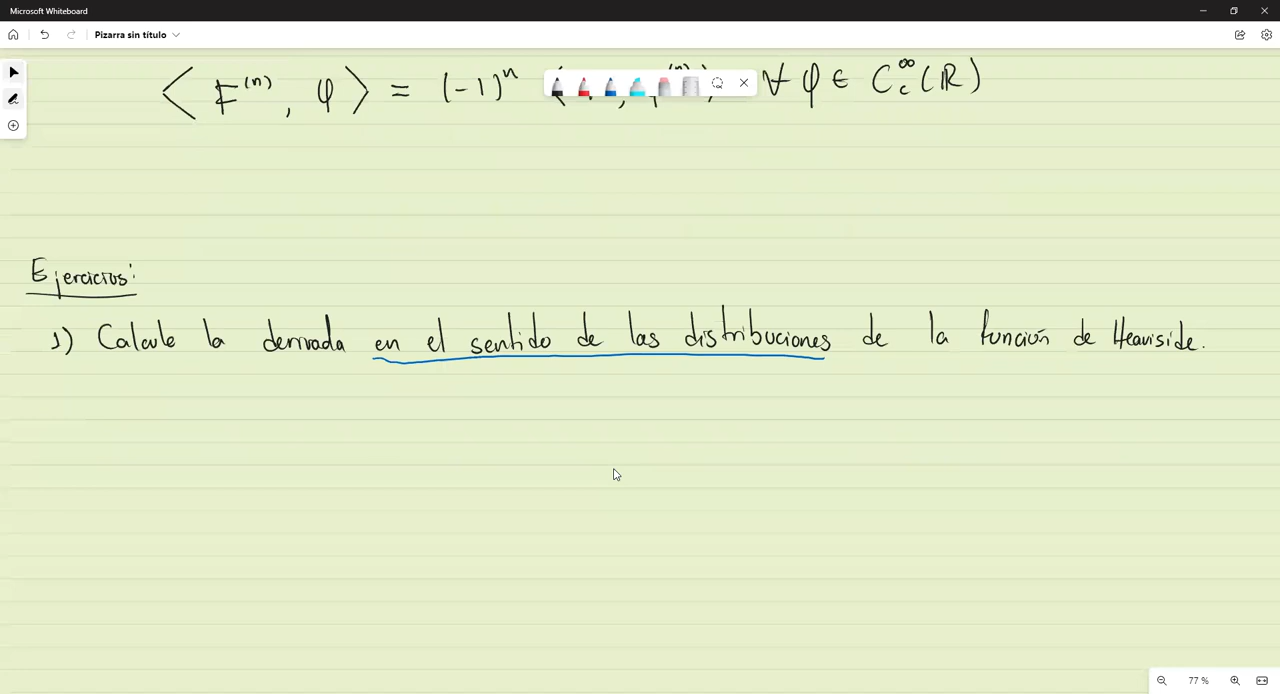 Microsoft Whiteboard
Pizarra sin título
⟨ F⁽ⁿ⁾, φ ⟩ = (-1)ⁿ ∀ φ ∈ C_c^∞(ℝ)
Ejercicios:
1) Calcule la derivada en el sentido de las distribuciones de la función de Heaviside.
77 %